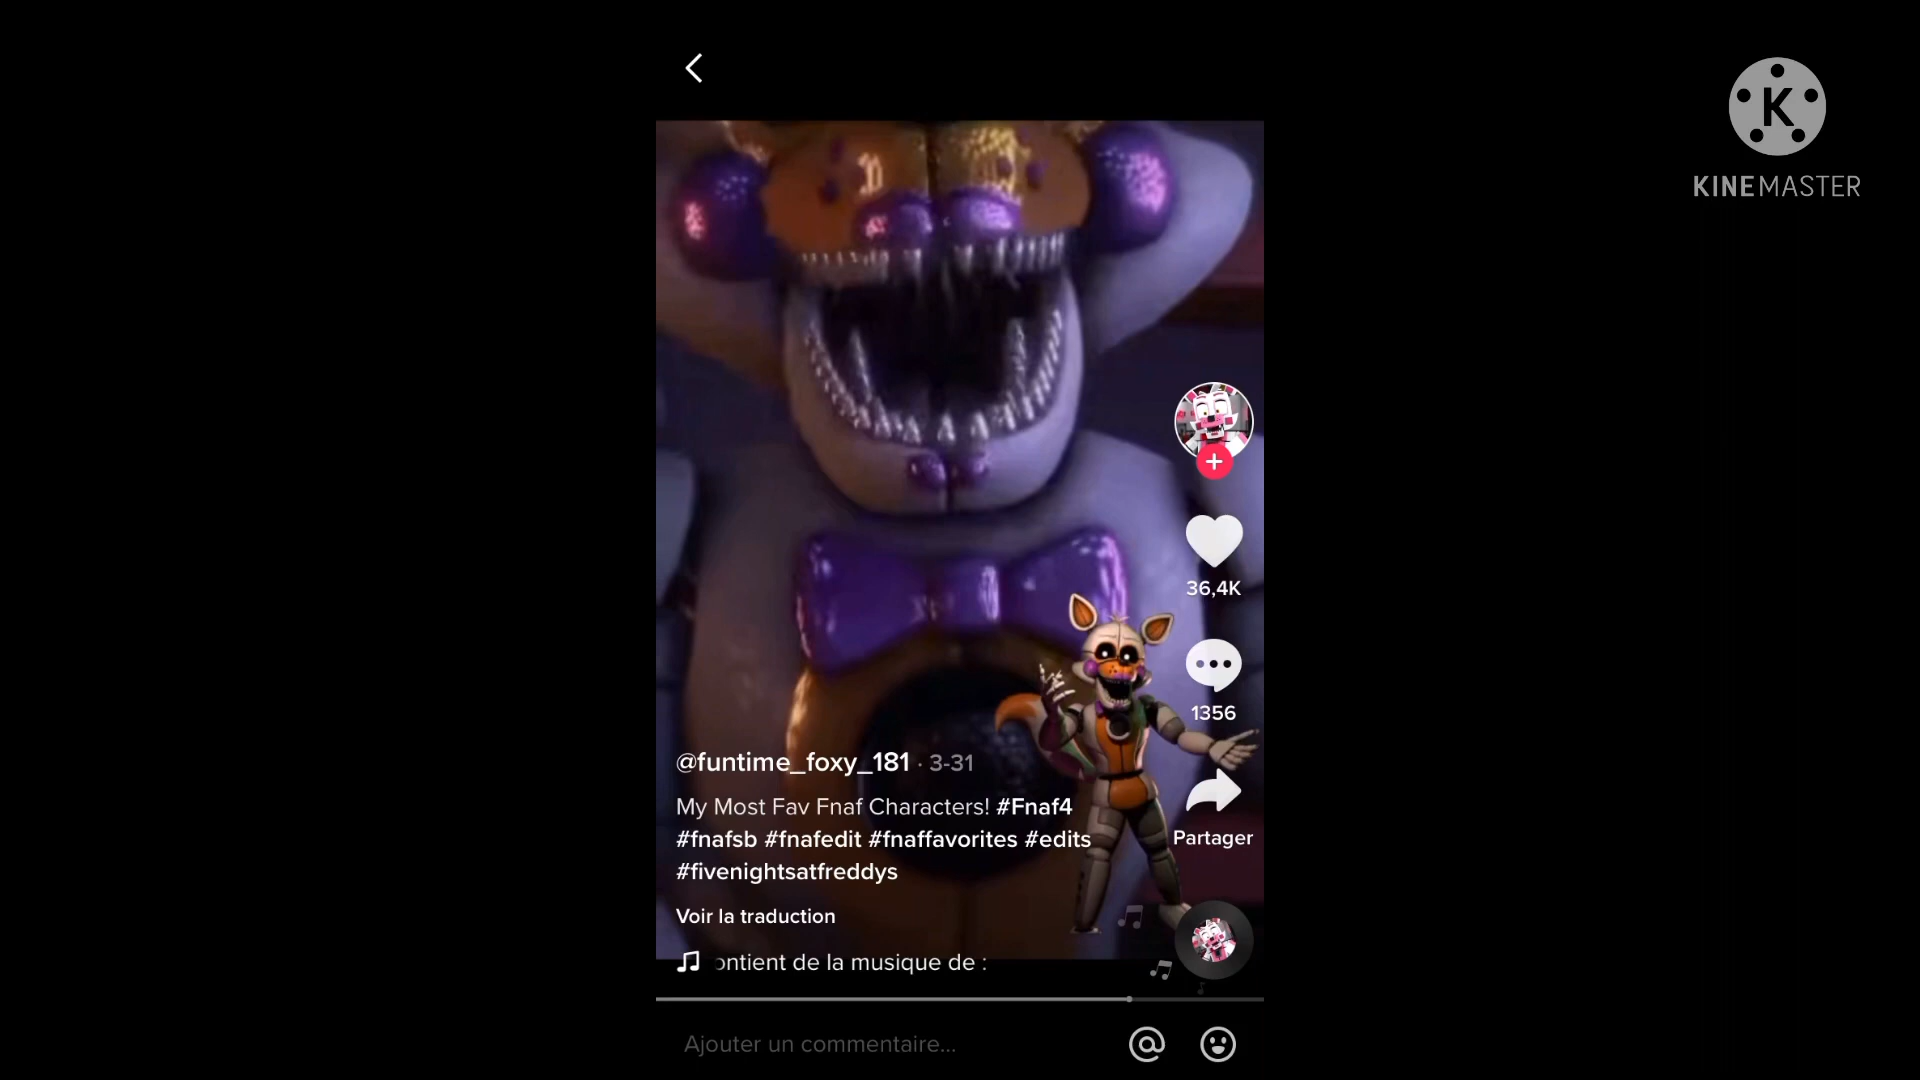 K
KINEMASTER
36,4K
1356
@funtime_foxy_181 · 3-31
My Most Fav Fnaf Characters! #Fnaf4
#fnafsb #fnafedit #fnaffavorites #edits
#fivenightsatfreddys
Partager
Voir la traduction
ontient de la musique de :
Ajouter un commentaire...